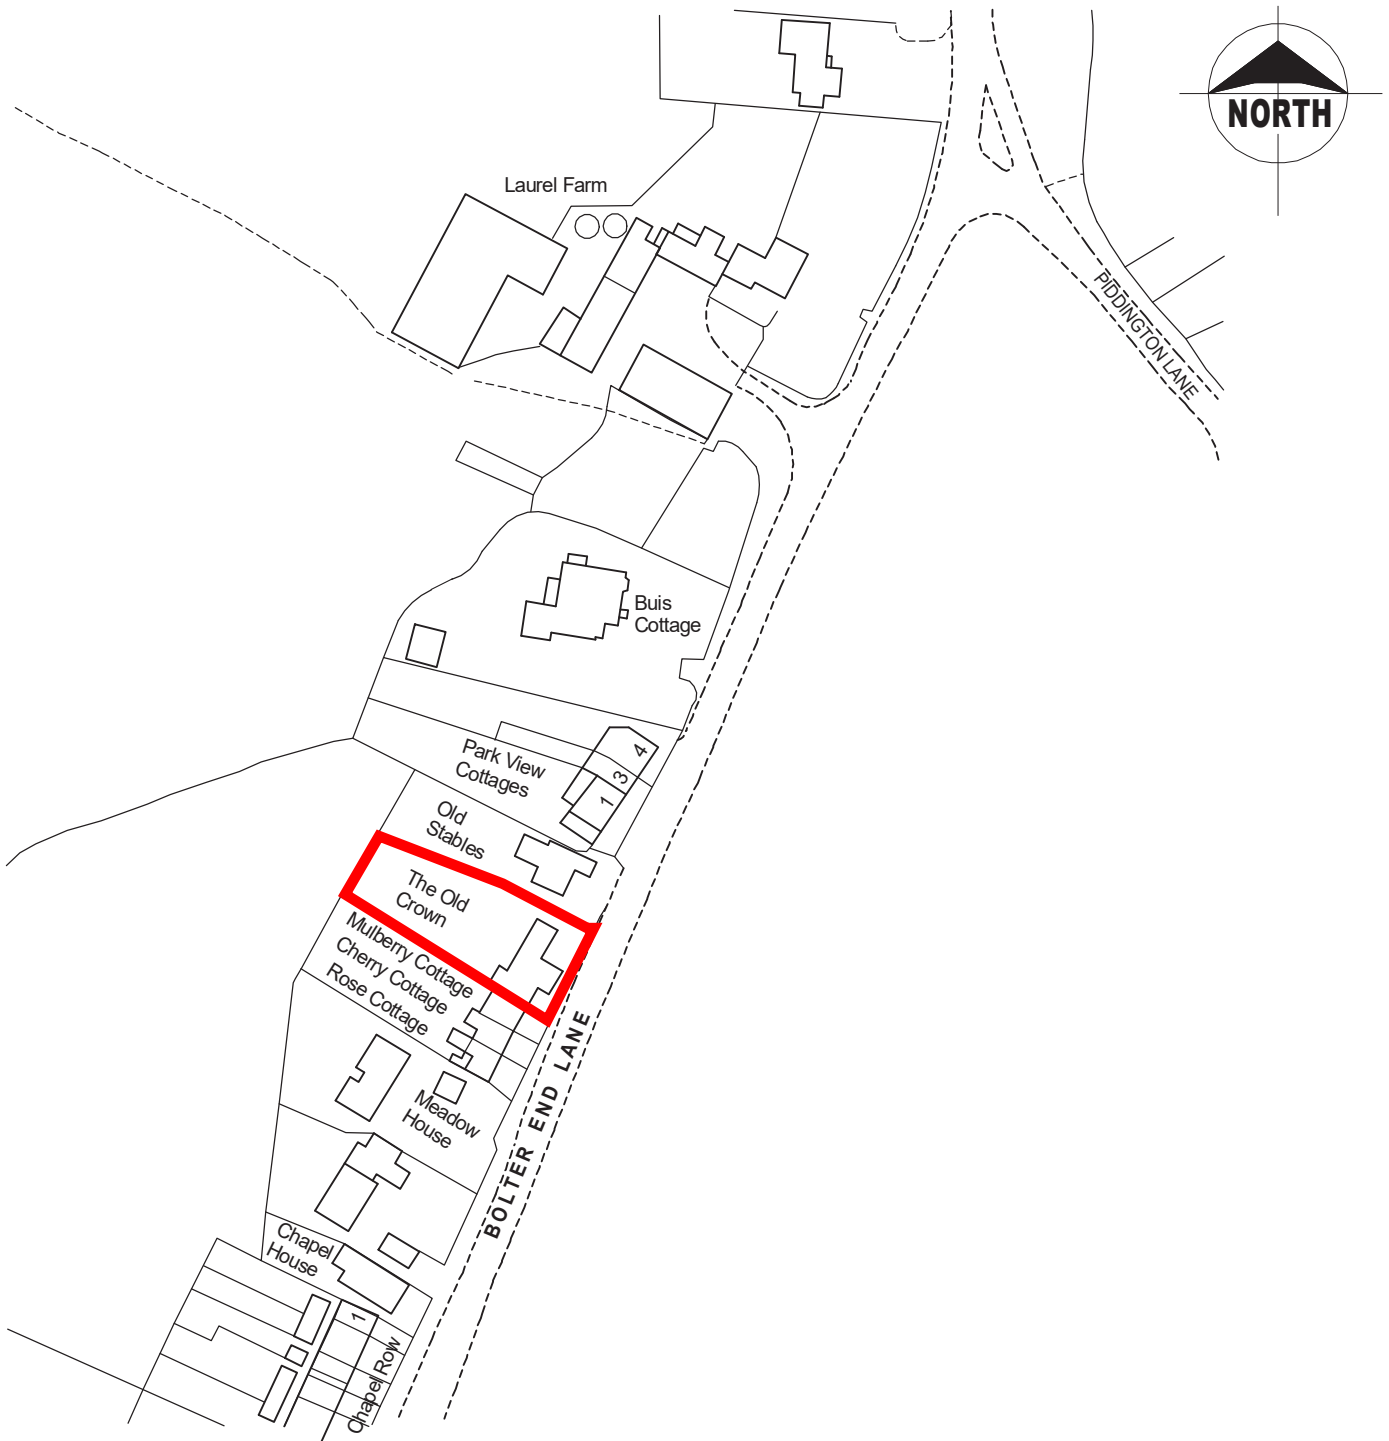 NORTH
Laurel Farm
PIDDINGTON LANE
Buis
Cottage
Park View
Cottages
4
3
1
Old
Stables
The Old
Crown
Mulberry Cottage
Cherry Cottage
Rose Cottage
BOLTER END LANE
Meadow
House
Chapel
House
1
Chapel Row